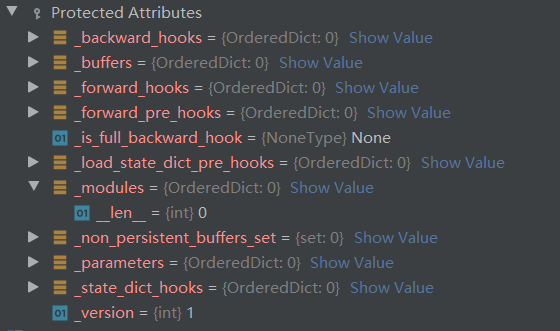 Protected Attributes
_backward_hooks = {OrderedDict: 0} Show Value
_buffers = {OrderedDict: 0} Show Value
_forward_hooks = {OrderedDict: 0} Show Value
_forward_pre_hooks = {OrderedDict: 0} Show Value
01 _is_full_backward_hook = {NoneType} None
_load_state_dict_pre_hooks = {OrderedDict: 0} Show Value
_modules = {OrderedDict: 0} Show Value
01 __len__ = {int} 0
_non_persistent_buffers_set = {set: 0} Show Value
_parameters = {OrderedDict: 0} Show Value
_state_dict_hooks = {OrderedDict: 0} Show Value
01 _version = {int} 1